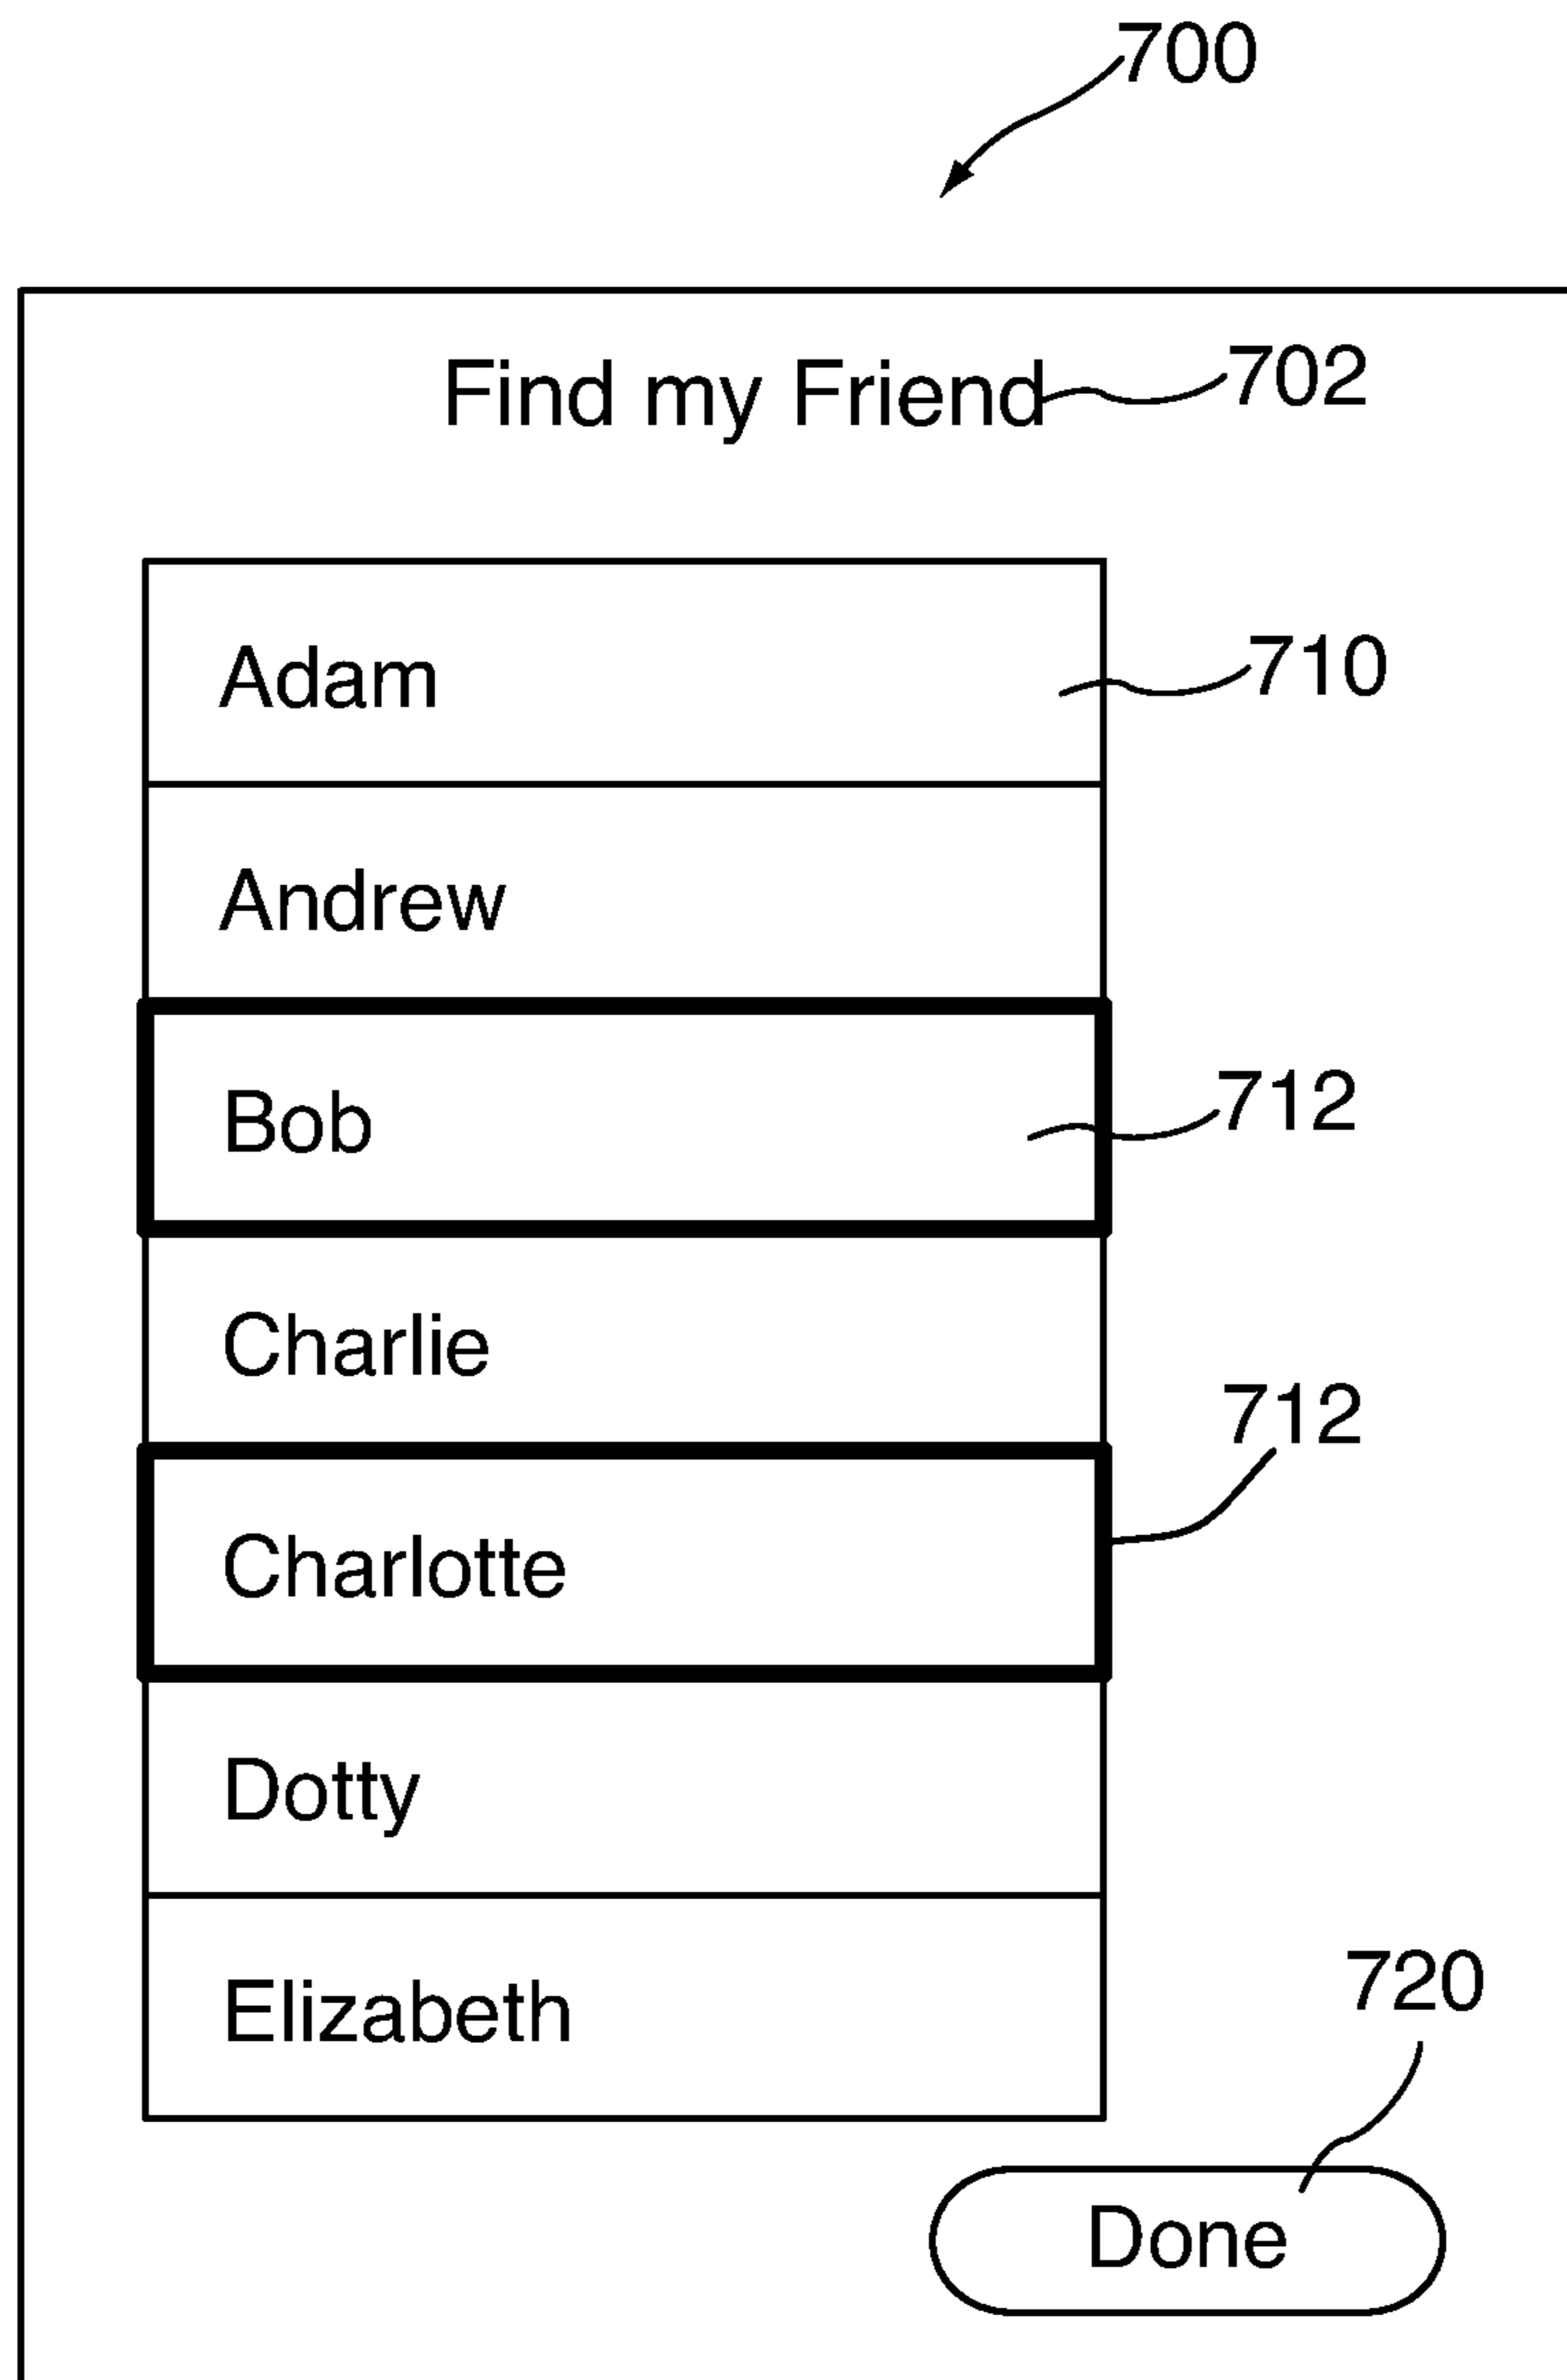 700
Find my Friend 702
Adam 710
Andrew
Bob 712
Charlie
712
Charlotte
Dotty
Elizabeth
720
Done